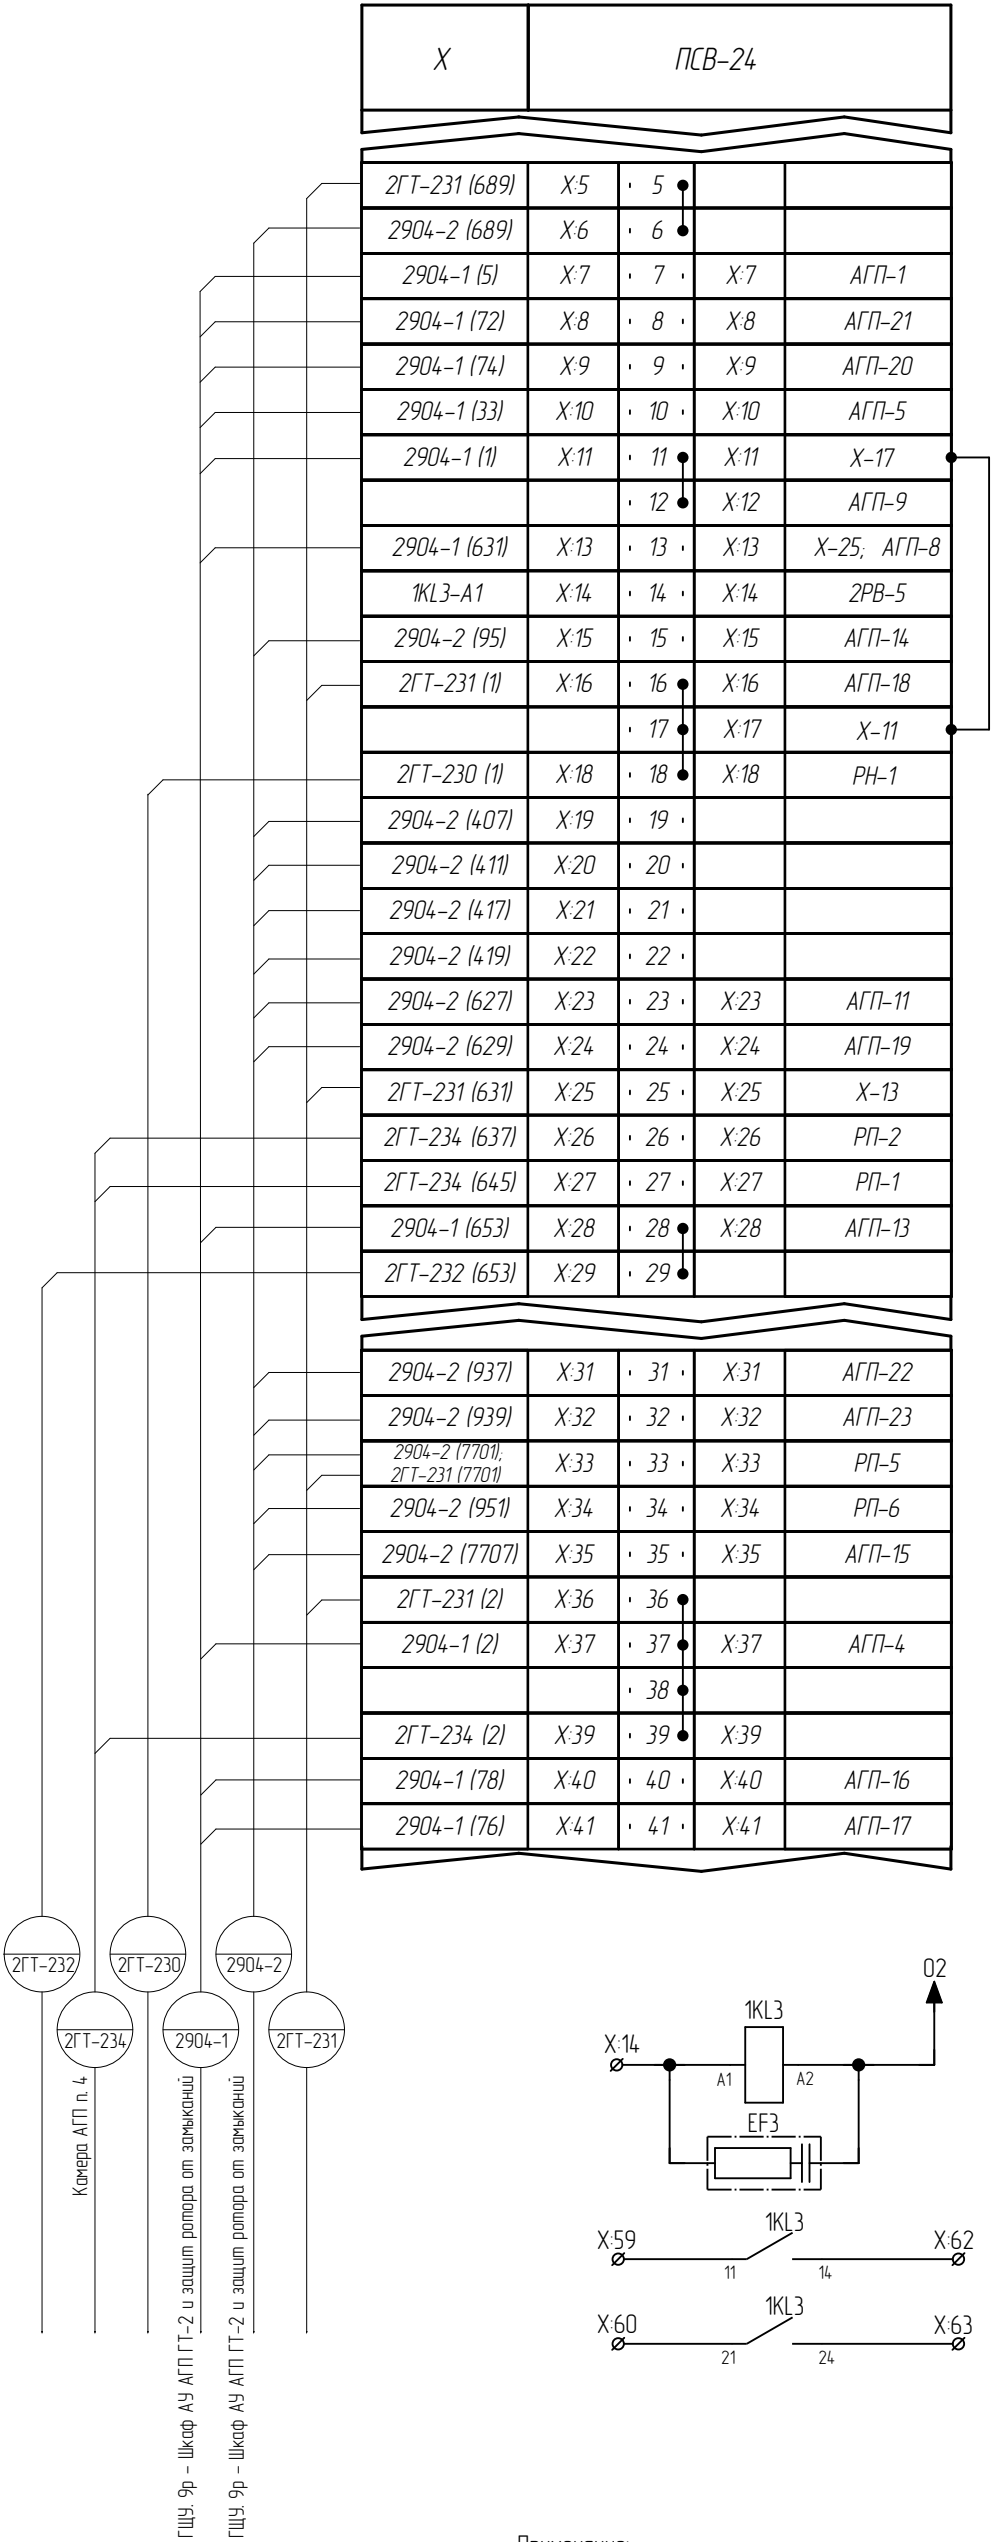 X ПСВ-24
2ГТ-231 (689) X:5 5
2904-2 (689) X:6 6
2904-1 (5) X:7 7 X:7 АГП-1
2904-1 (72) X:8 8 X:8 АГП-21
2904-1 (74) X:9 9 X:9 АГП-20
2904-1 (33) X:10 10 X:10 АГП-5
2904-1 (1) X:11 11 X:11 X-17
12 X:12 АГП-9
2904-1 (631) X:13 13 X:13 X-25; АГП-8
1KL3-A1 X:14 14 X:14 2РВ-5
2904-2 (95) X:15 15 X:15 АГП-14
2ГТ-231 (1) X:16 16 X:16 АГП-18
17 X:17 X-11
2ГТ-230 (1) X:18 18 X:18 РН-1
2904-2 (407) X:19 19
2904-2 (411) X:20 20
2904-2 (417) X:21 21
2904-2 (419) X:22 22
2904-2 (627) X:23 23 X:23 АГП-11
2904-2 (629) X:24 24 X:24 АГП-19
2ГТ-231 (631) X:25 25 X:25 X-13
2ГТ-234 (637) X:26 26 X:26 РП-2
2ГТ-234 (645) X:27 27 X:27 РП-1
2904-1 (653) X:28 28 X:28 АГП-13
2ГТ-232 (653) X:29 29
2904-2 (937) X:31 31 X:31 АГП-22
2904-2 (939) X:32 32 X:32 АГП-23
2904-2 (7701);
2ГТ-231 (7701) X:33 33 X:33 РП-5
2904-2 (951) X:34 34 X:34 РП-6
2904-2 (7707) X:35 35 X:35 АГП-15
2ГТ-231 (2) X:36 36
2904-1 (2) X:37 37 X:37 АГП-4
38
2ГТ-234 (2) X:39 39 X:39
2904-1 (78) X:40 40 X:40 АГП-16
2904-1 (76) X:41 41 X:41 АГП-17
2ГТ-232 2ГТ-230 2904-2
2ГТ-234 2904-1 2ГТ-231
Камера АГП п. 4
ГЩУ. 9р - Шкаф АУ АГП ГТ-2 и защит ротора от замыканий
ГЩУ. 9р - Шкаф АУ АГП ГТ-2 и защит ротора от замыканий
02
1KL3
X:14
A1 A2
EF3
1KL3
X:59 X:62
11 14
1KL3
X:60 X:63
21 24